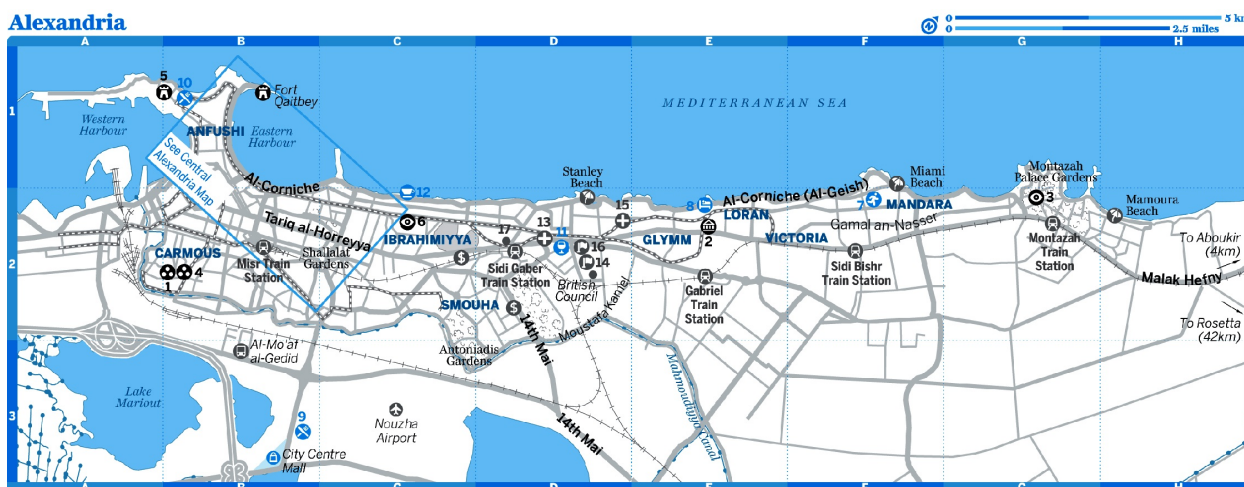 Alexandria
0 5 km
0 2.5 miles
A B C D E F G H
1
5
10
Fort
Qaitbey
MEDITERRANEAN SEA
Western
Harbour
ANFUSHI
Eastern
Harbour
See Central
Alexandria Map
Al-Corniche
12
Stanley
Beach
Al-Corniche (Al-Geish)
Miami
Beach
Montazah
Palace Gardens
3
Mamoura
Beach
15
8
LORAN
7
MANDARA
6
Tariq al-Horreyya
17
13
11
16
14
IBRAHIMIYYA
GLYMM
2
VICTORIA
Gamal an-Nasser
2
CARMOUS
4
1
Misr Train
Station
Shallalat
Gardens
Sidi Gaber
Train Station
British
Council
Gabriel
Train
Station
Sidi Bishr
Train Station
Montazah
Train
Station
To Aboukir
(4km)
Malak Hefny
SMOUHA
Moustafa Kamel
14th Mai
To Rosetta
(42km)
Al-Mo'af
al-Gedid
Antoniadis
Gardens
Lake
Mariout
3
9
Nouzha
Airport
14th Mai
Mahmoudiyya Canal
City Centre
Mall
A B C D E F G H